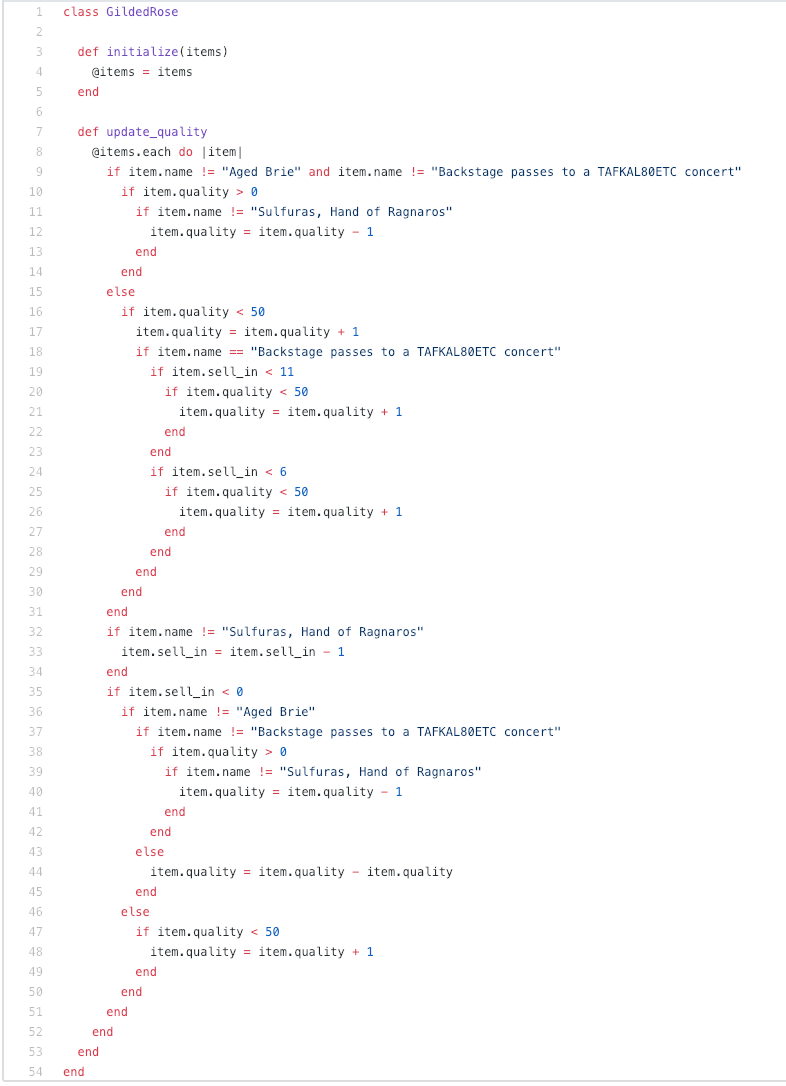 1 class GildedRose
2
3   def initialize(items)
4     @items = items
5   end
6
7   def update_quality
8     @items.each do |item|
9       if item.name != "Aged Brie" and item.name != "Backstage passes to a TAFKAL80ETC concert"
10         if item.quality > 0
11           if item.name != "Sulfuras, Hand of Ragnaros"
12             item.quality = item.quality − 1
13           end
14         end
15       else
16         if item.quality < 50
17           item.quality = item.quality + 1
18           if item.name == "Backstage passes to a TAFKAL80ETC concert"
19             if item.sell_in < 11
20               if item.quality < 50
21                 item.quality = item.quality + 1
22               end
23             end
24             if item.sell_in < 6
25               if item.quality < 50
26                 item.quality = item.quality + 1
27               end
28             end
29           end
30         end
31       end
32       if item.name != "Sulfuras, Hand of Ragnaros"
33         item.sell_in = item.sell_in − 1
34       end
35       if item.sell_in < 0
36         if item.name != "Aged Brie"
37           if item.name != "Backstage passes to a TAFKAL80ETC concert"
38             if item.quality > 0
39               if item.name != "Sulfuras, Hand of Ragnaros"
40                 item.quality = item.quality − 1
41               end
42             end
43           else
44             item.quality = item.quality − item.quality
45           end
46         else
47           if item.quality < 50
48             item.quality = item.quality + 1
49           end
50         end
51       end
52     end
53   end
54 end